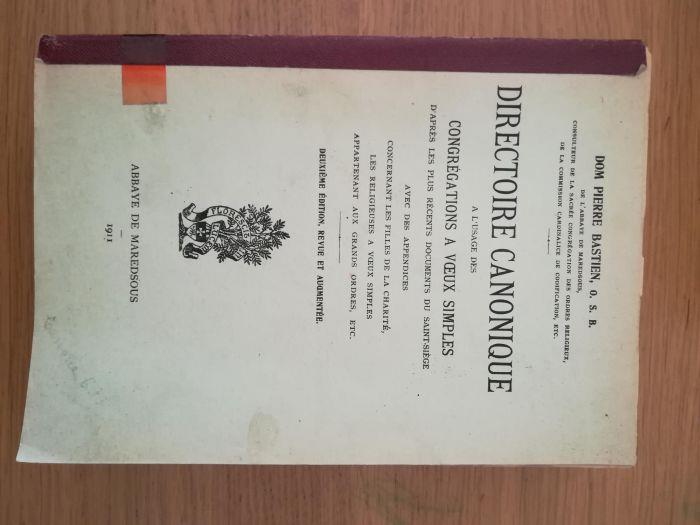 DOM PIERRE BASTIEN, O. S. B.
DE L'ABBAYE DE MAREDSOUS,
CONSULTEUR DE LA SACRÉE CONGRÉGATION DES ORDRES RELIGIEUX,
DE LA COMMISSION CARDINALICE DE CODIFICATION, ETC.
DIRECTOIRE CANONIQUE
A L'USAGE DES
CONGRÉGATIONS A VŒUX SIMPLES
D'APRÈS LES PLUS RÉCENTS DOCUMENTS DU SAINT-SIÈGE
AVEC DES APPENDICES
CONCERNANT LES FILLES DE LA CHARITÉ,
LES RELIGIEUSES A VŒUX SIMPLES
APPARTENANT AUX GRANDS ORDRES, ETC.
DEUXIÈME ÉDITION, REVUE ET AUGMENTÉE.
ABBAYE DE MAREDSOUS
1911